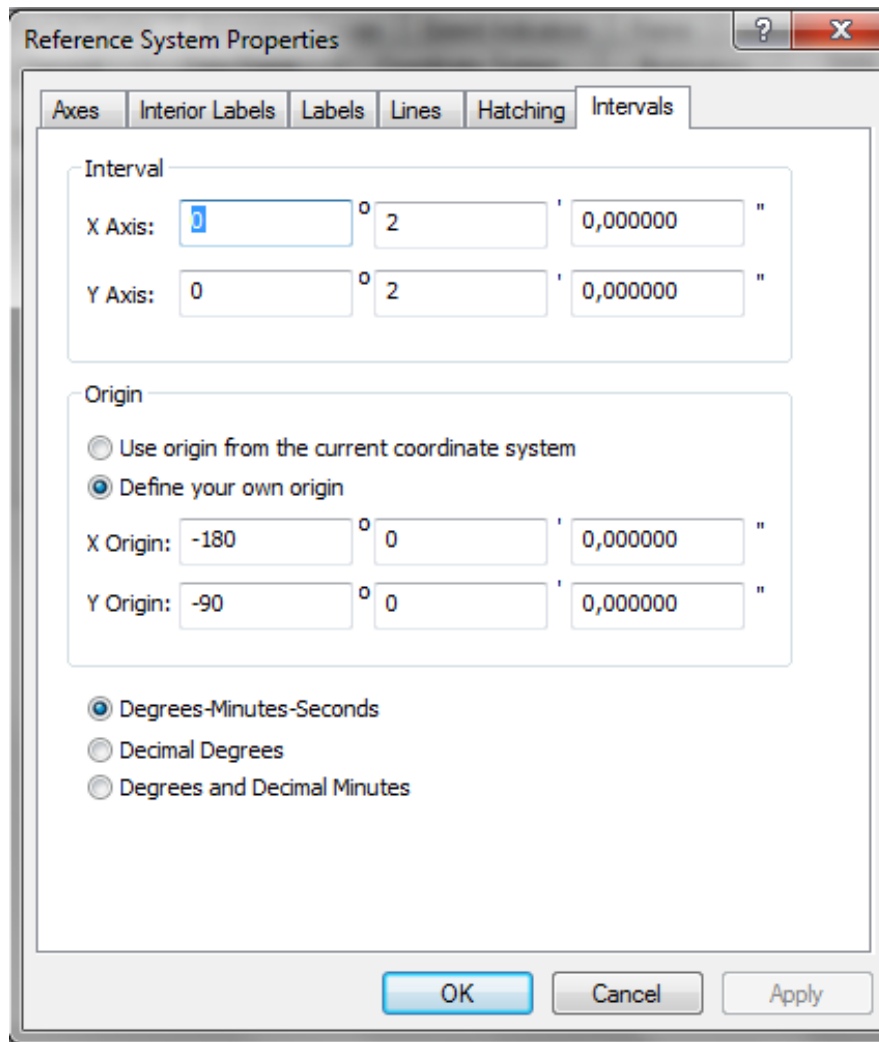 Reference System Properties ? X
Axes Interior Labels Labels Lines Hatching Intervals
Interval
X Axis: 0 o 2 ' 0,000000 "
Y Axis: 0 o 2 ' 0,000000 "
Origin
Use origin from the current coordinate system
Define your own origin
X Origin: -180 o 0 ' 0,000000 "
Y Origin: -90 o 0 ' 0,000000 "
Degrees-Minutes-Seconds
Decimal Degrees
Degrees and Decimal Minutes
OK Cancel Apply